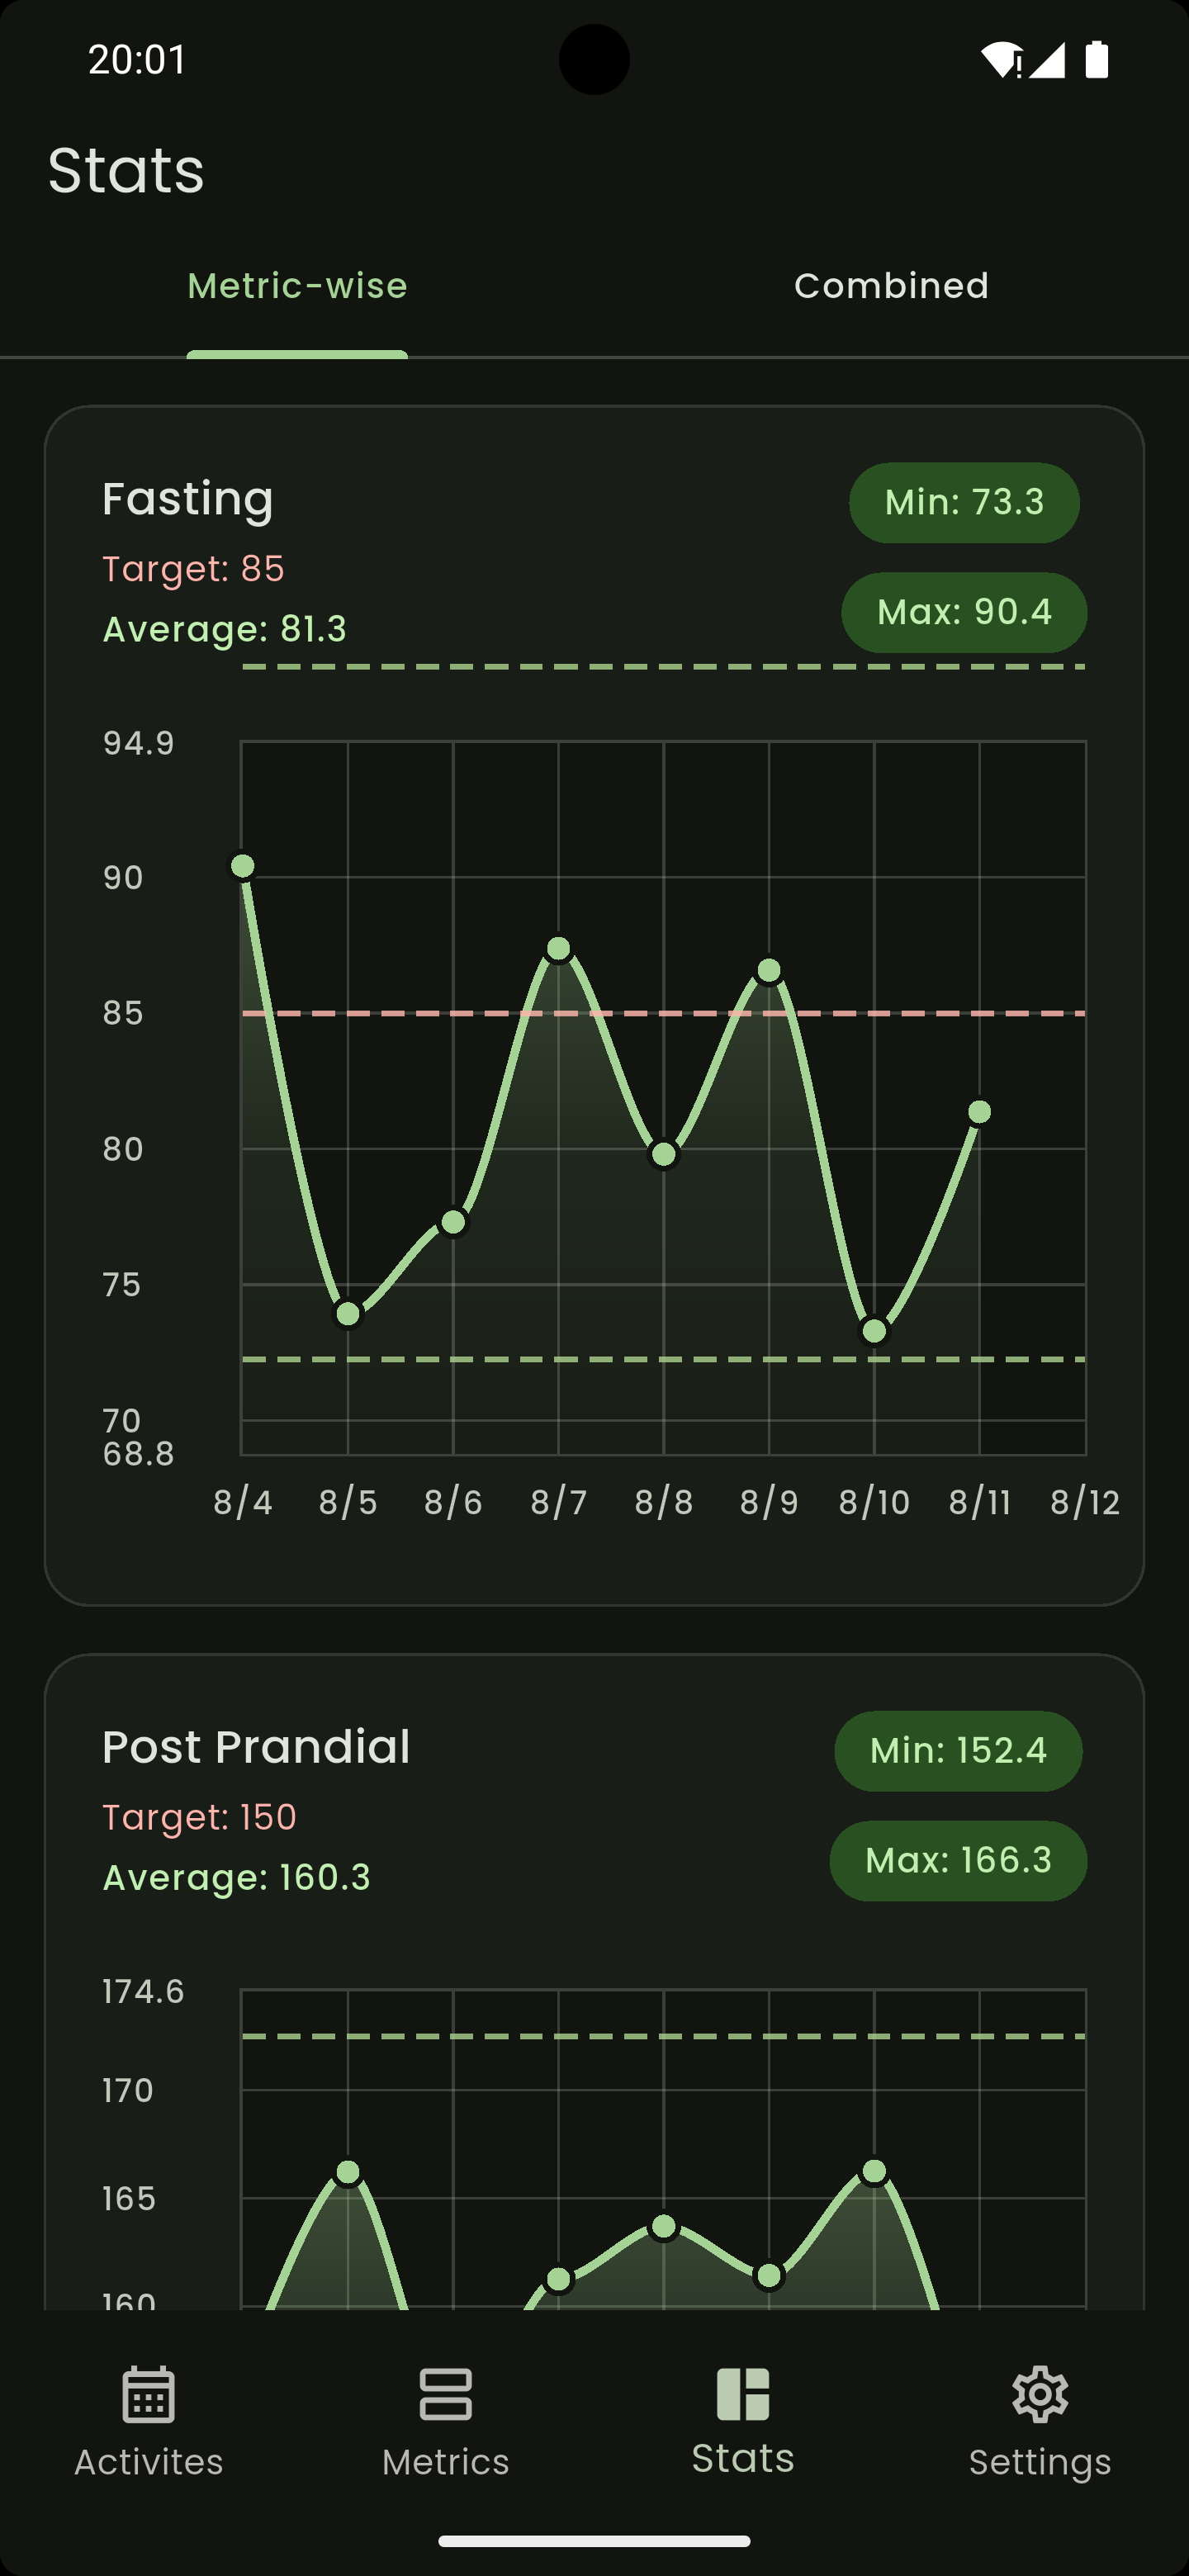 20:01
Stats
Metric-wise
Combined
Fasting
Target: 85
Average: 81.3
Min: 73.3
Max: 90.4
94.9
90
85
80
75
70
68.8
8/4 8/5 8/6 8/7 8/8 8/9 8/10 8/11 8/12
Post Prandial
Target: 150
Average: 160.3
Min: 152.4
Max: 166.3
174.6
170
165
160
Activites
Metrics
Stats
Settings